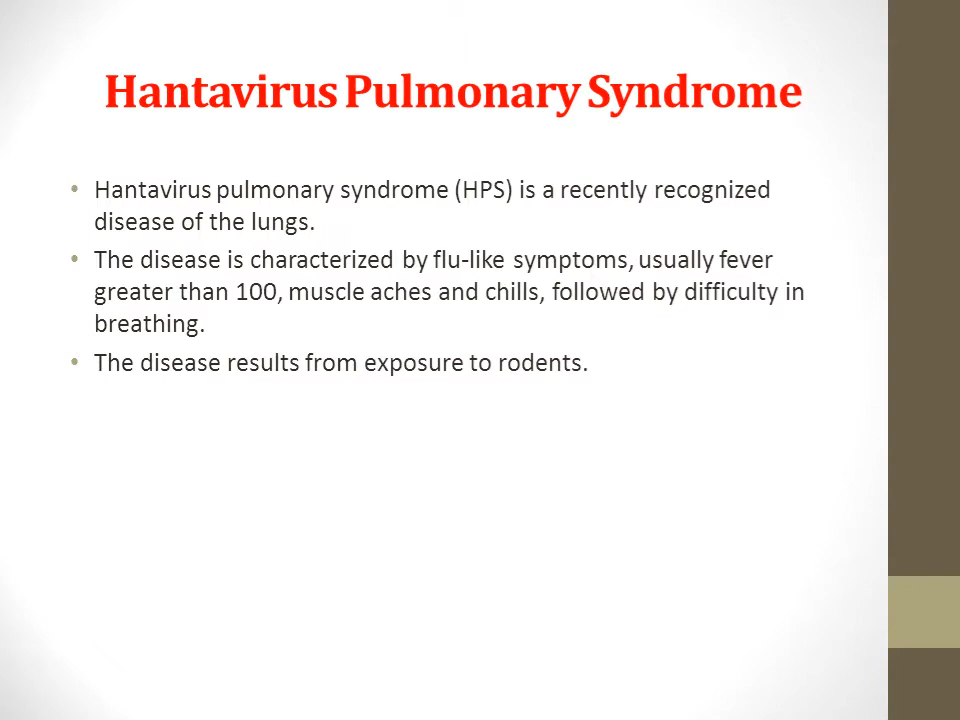 Hantavirus Pulmonary Syndrome
• Hantavirus pulmonary syndrome (HPS) is a recently recognized
disease of the lungs.
• The disease is characterized by flu-like symptoms, usually fever
greater than 100, muscle aches and chills, followed by difficulty in
breathing.
• The disease results from exposure to rodents.